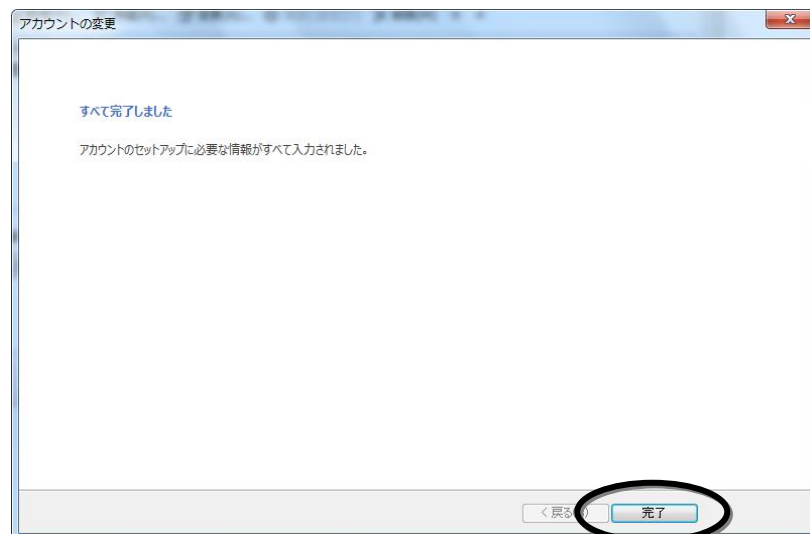 アカウントの変更
すべて完了しました
アカウントのセットアップに必要な情報がすべて入力されました。
< 戻る
完了